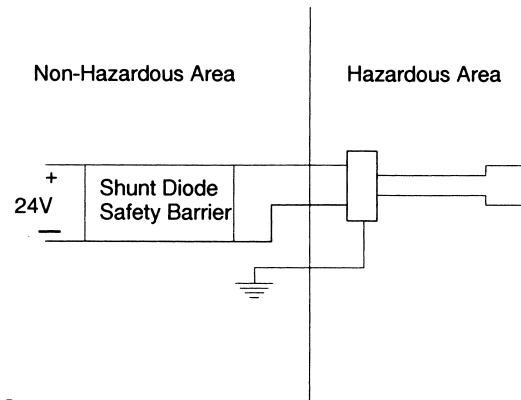 Non-Hazardous Area
Hazardous Area
+
24V
—
Shunt Diode
Safety Barrier